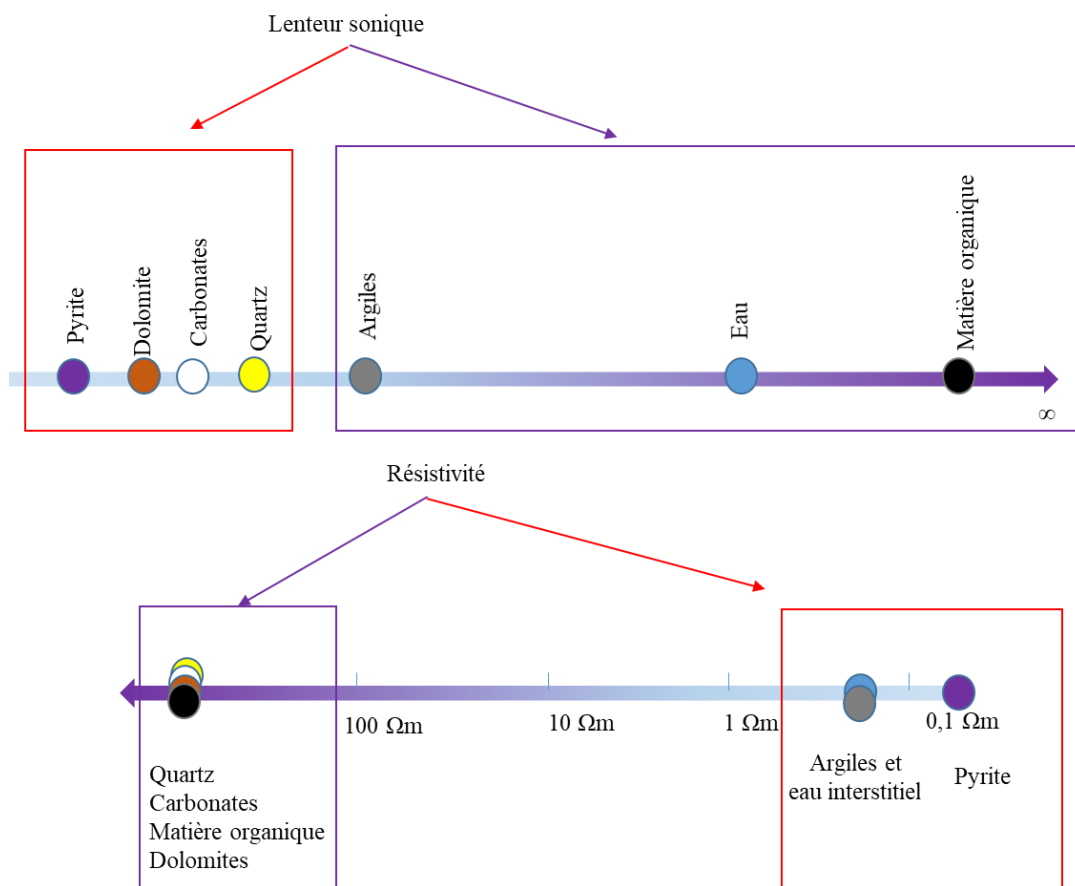 Lenteur sonique
Pyrite
Dolomite
Carbonates
Quartz
Argiles
Eau
Matière organique
∞
Résistivité
100 Ωm
10 Ωm
1 Ωm
0,1 Ωm
Quartz
Carbonates
Matière organique
Dolomites
Argiles et
eau interstitiel
Pyrite